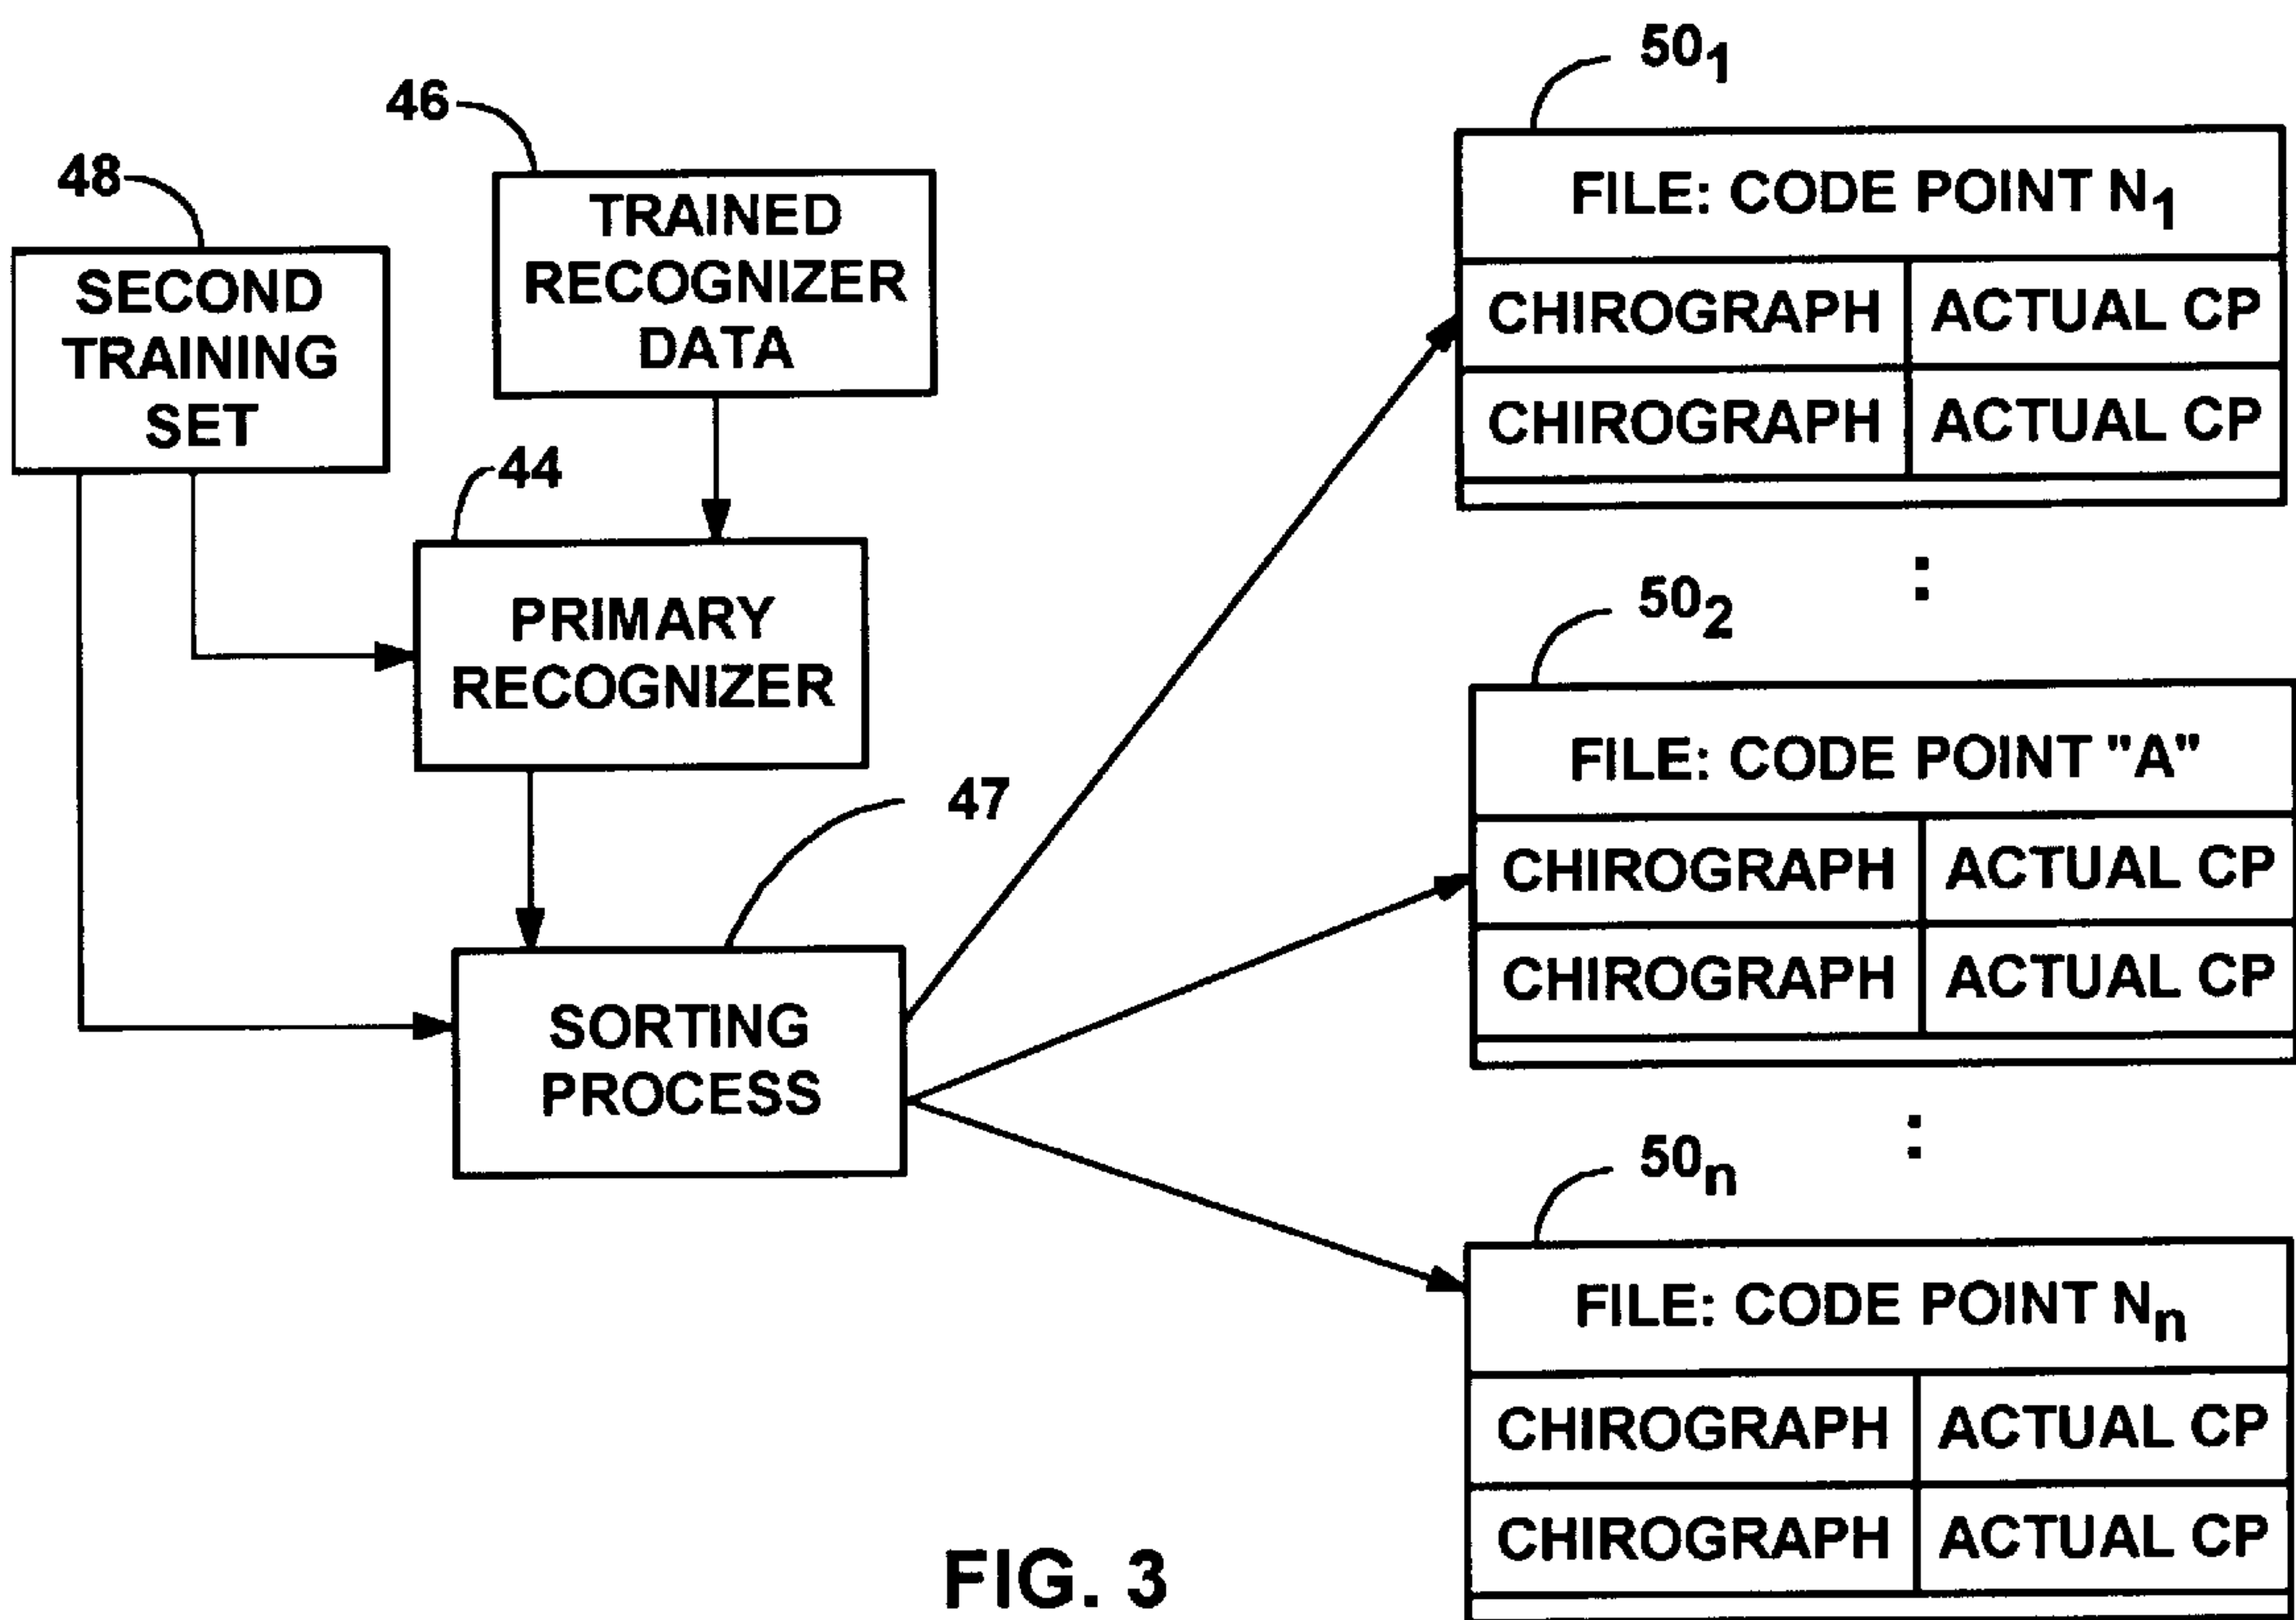 46
48
TRAINED
RECOGNIZER
DATA
SECOND
TRAINING
SET
44
PRIMARY
RECOGNIZER
47
SORTING
PROCESS
50₁
FILE: CODE POINT N₁
CHIROGRAPH ACTUAL CP
CHIROGRAPH ACTUAL CP
:
50₂
FILE: CODE POINT "A"
CHIROGRAPH ACTUAL CP
CHIROGRAPH ACTUAL CP
:
50ₙ
FILE: CODE POINT Nₙ
CHIROGRAPH ACTUAL CP
CHIROGRAPH ACTUAL CP
FIG. 3